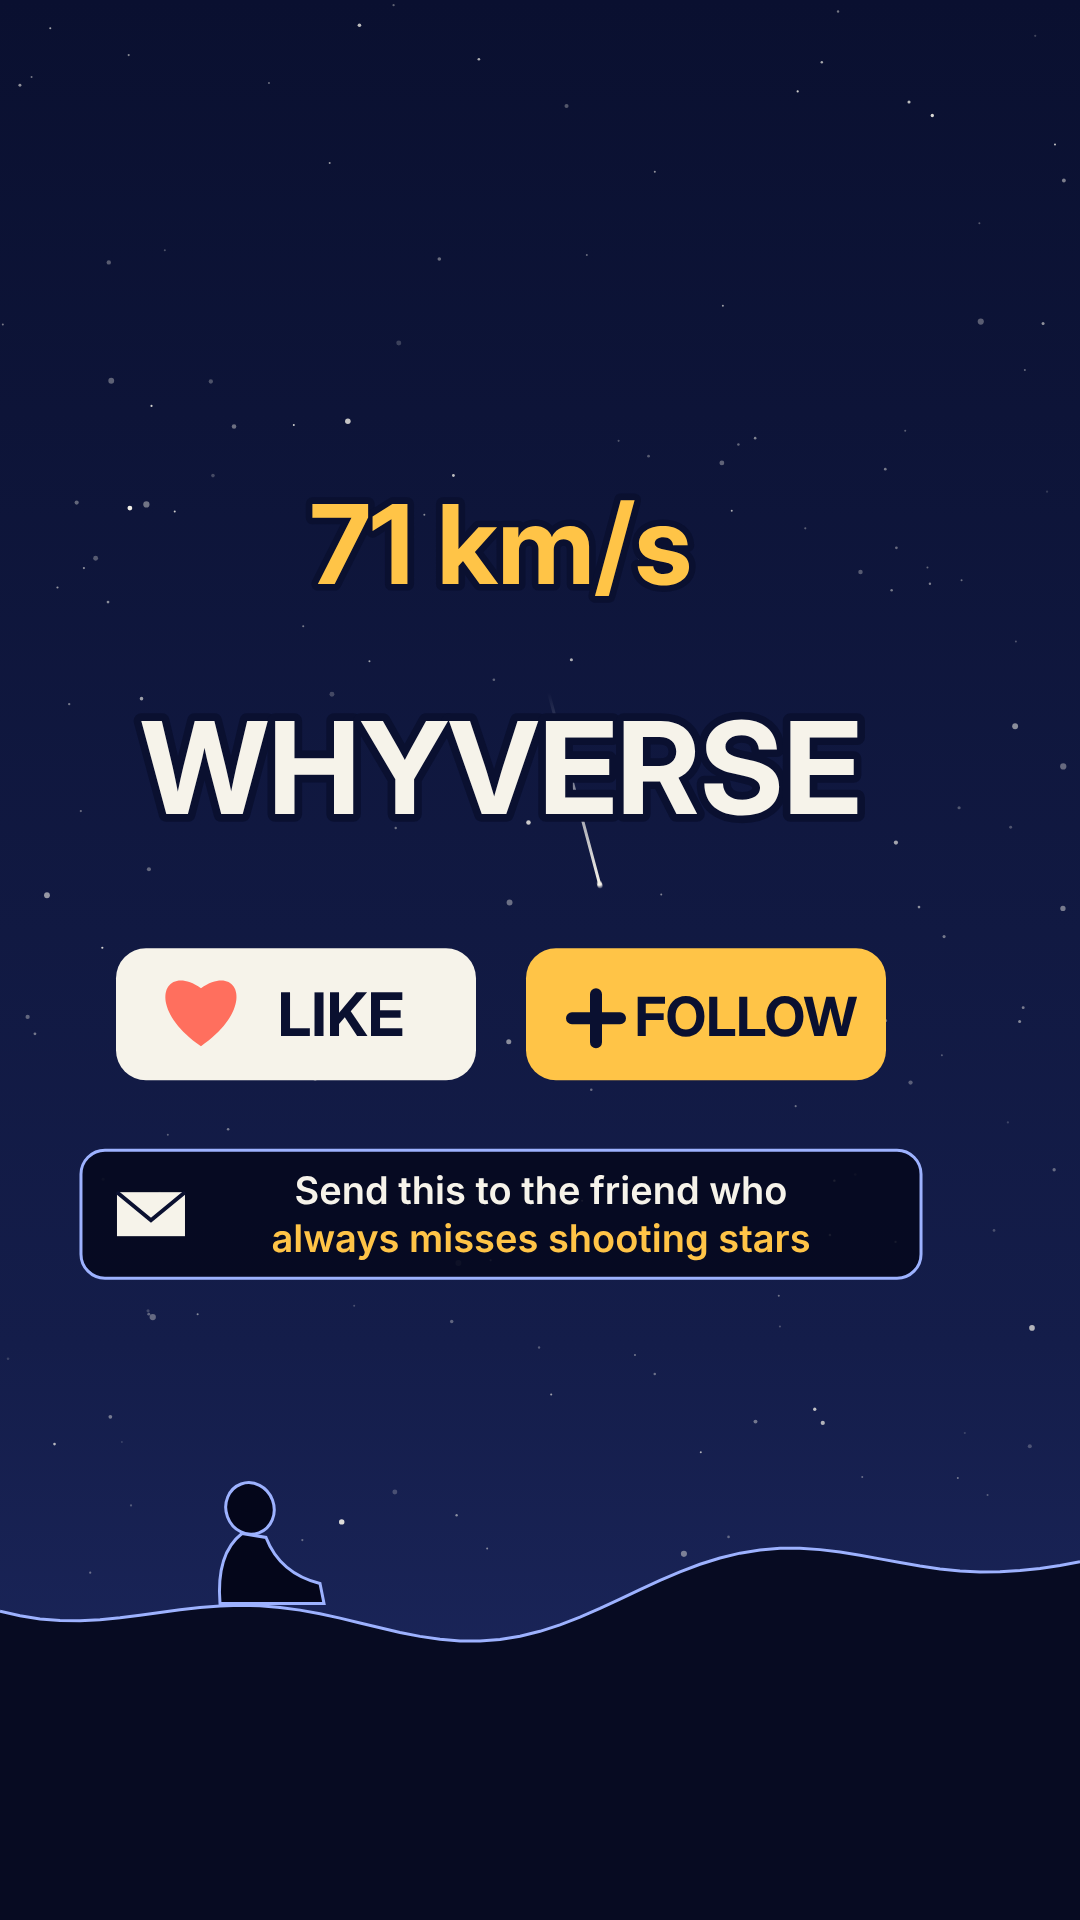 71 km/s
WHYVERSE
LIKE
FOLLOW
Send this to the friend who
always misses shooting stars